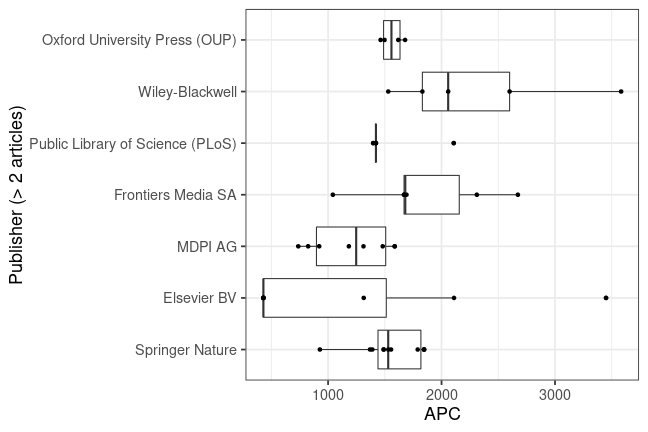 Publisher (> 2 articles)
Oxford University Press (OUP)
Wiley-Blackwell
Public Library of Science (PLoS)
Frontiers Media SA
MDPI AG
Elsevier BV
Springer Nature
1000 2000 3000
APC